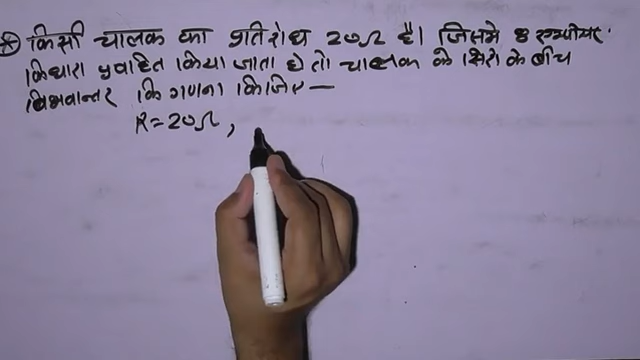 * किसी चालक का प्रतिरोध 20Ω है। जिसमे 8 एम्पीयर
कि धारा प्रवाहित किया जाता है तो चालक के सिरो के बीच
विभवान्तर कि गणना किजिए —
R=20Ω,